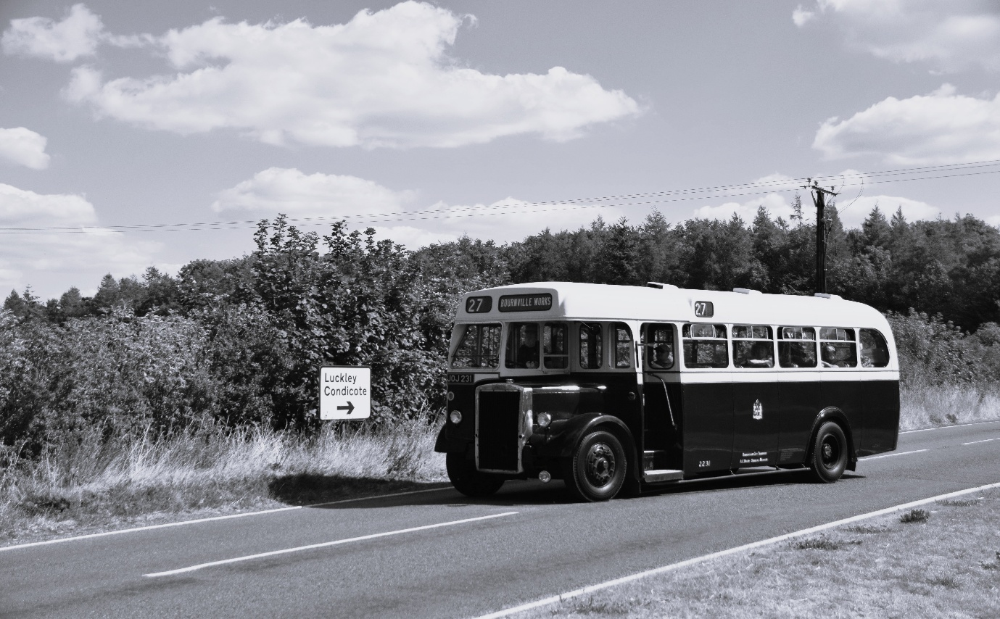 27
BOURNVILLE WORKS
27
JOJ 231
Luckley
Condicote
2231